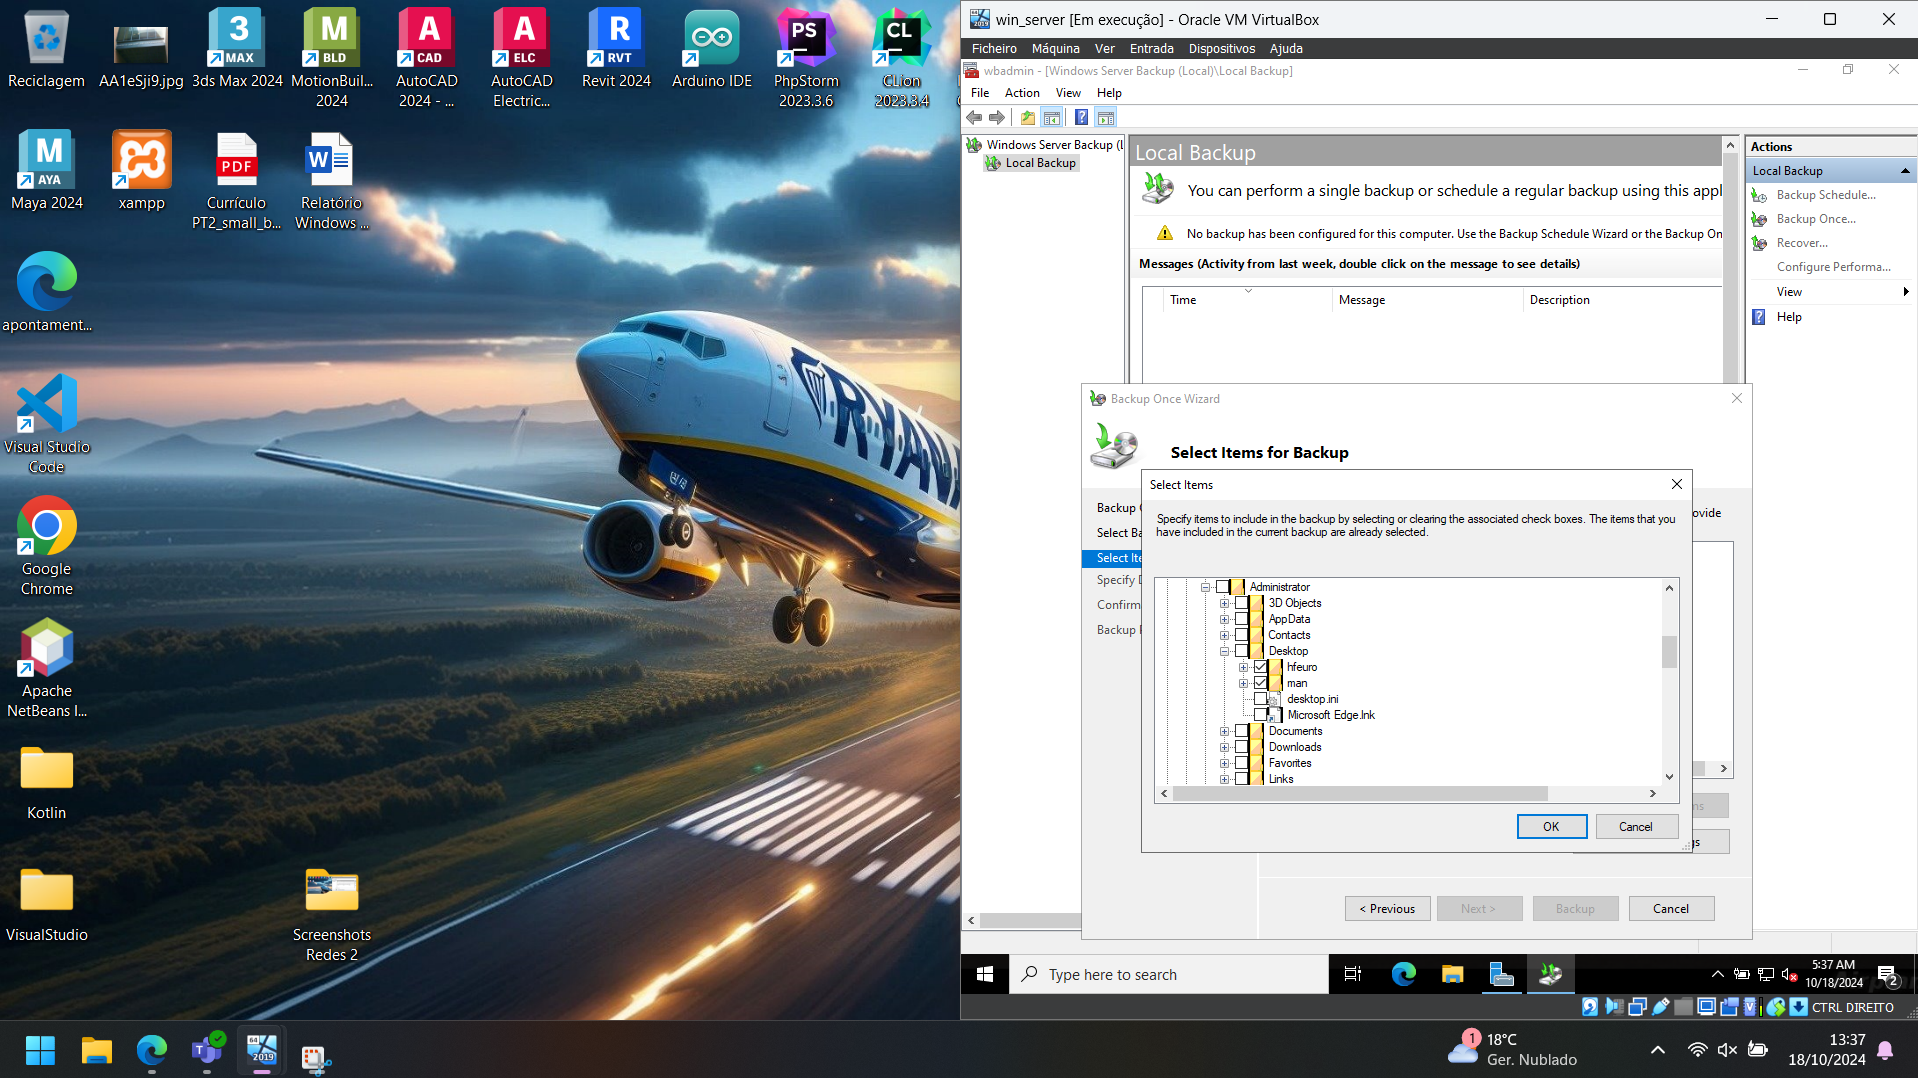 Reciclagem
AA1eSji9.jpg
3ds Max 2024
MotionBuil...
2024
AutoCAD
2024 - ...
AutoCAD
Electric...
Revit 2024
Arduino IDE
PhpStorm
2023.3.6
CLion
2023.3.4
3
MAX
M
BLD
A
CAD
A
ELC
R
RVT
PS
CL
Maya 2024
xampp
Currículo
PT2_small_b...
Relatório
Windows ...
M
AYA
PDF
W
apontament...
Visual Studio
Code
Google
Chrome
Apache
NetBeans I...
Kotlin
VisualStudio
Screenshots
Redes 2
RYAN
win_server [Em execução] - Oracle VM VirtualBox
Ficheiro Máquina Ver Entrada Dispositivos Ajuda
wbadmin - [Windows Server Backup (Local)\Local Backup]
File Action View Help
Windows Server Backup (L
Local Backup
Local Backup
You can perform a single backup or schedule a regular backup using this appl
No backup has been configured for this computer. Use the Backup Schedule Wizard or the Backup On
Messages (Activity from last week, double click on the message to see details)
Time Message Description
Actions
Local Backup
Backup Schedule...
Backup Once...
Recover...
Configure Performa...
View
Help
Backup Once Wizard
Select Items for Backup
Backup
Select Ba
Select Ite
Specify D
Confirm
Backup
ovide
Select Items
Specify items to include in the backup by selecting or clearing the associated check boxes. The items that you
have included in the current backup are already selected.
Administrator
3D Objects
AppData
Contacts
Desktop
hfeuro
man
desktop.ini
Microsoft Edge.lnk
Documents
Downloads
Favorites
Links
OK Cancel
< Previous Next > Backup Cancel
Type here to search
5:37 AM
10/18/2024
2
CTRL DIREITO
64
2019
1
18°C
Ger. Nublado
13:37
18/10/2024